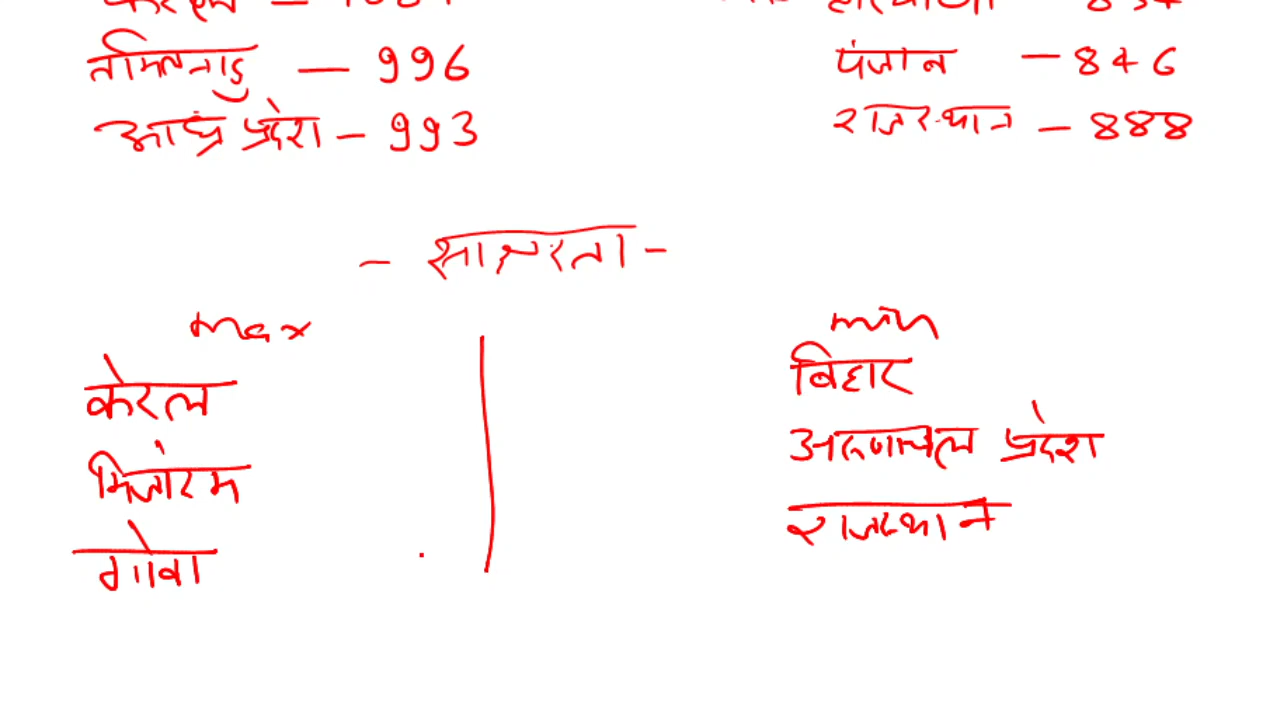 तमिलनाडु — 996
पंजाब — 846
आंध्र प्रदेश — 993
राजस्थान — 888
- साक्षरता -
max
min
केरल
बिहार
मिजोरम
अरुणाचल प्रदेश
गोवा
राजस्थान